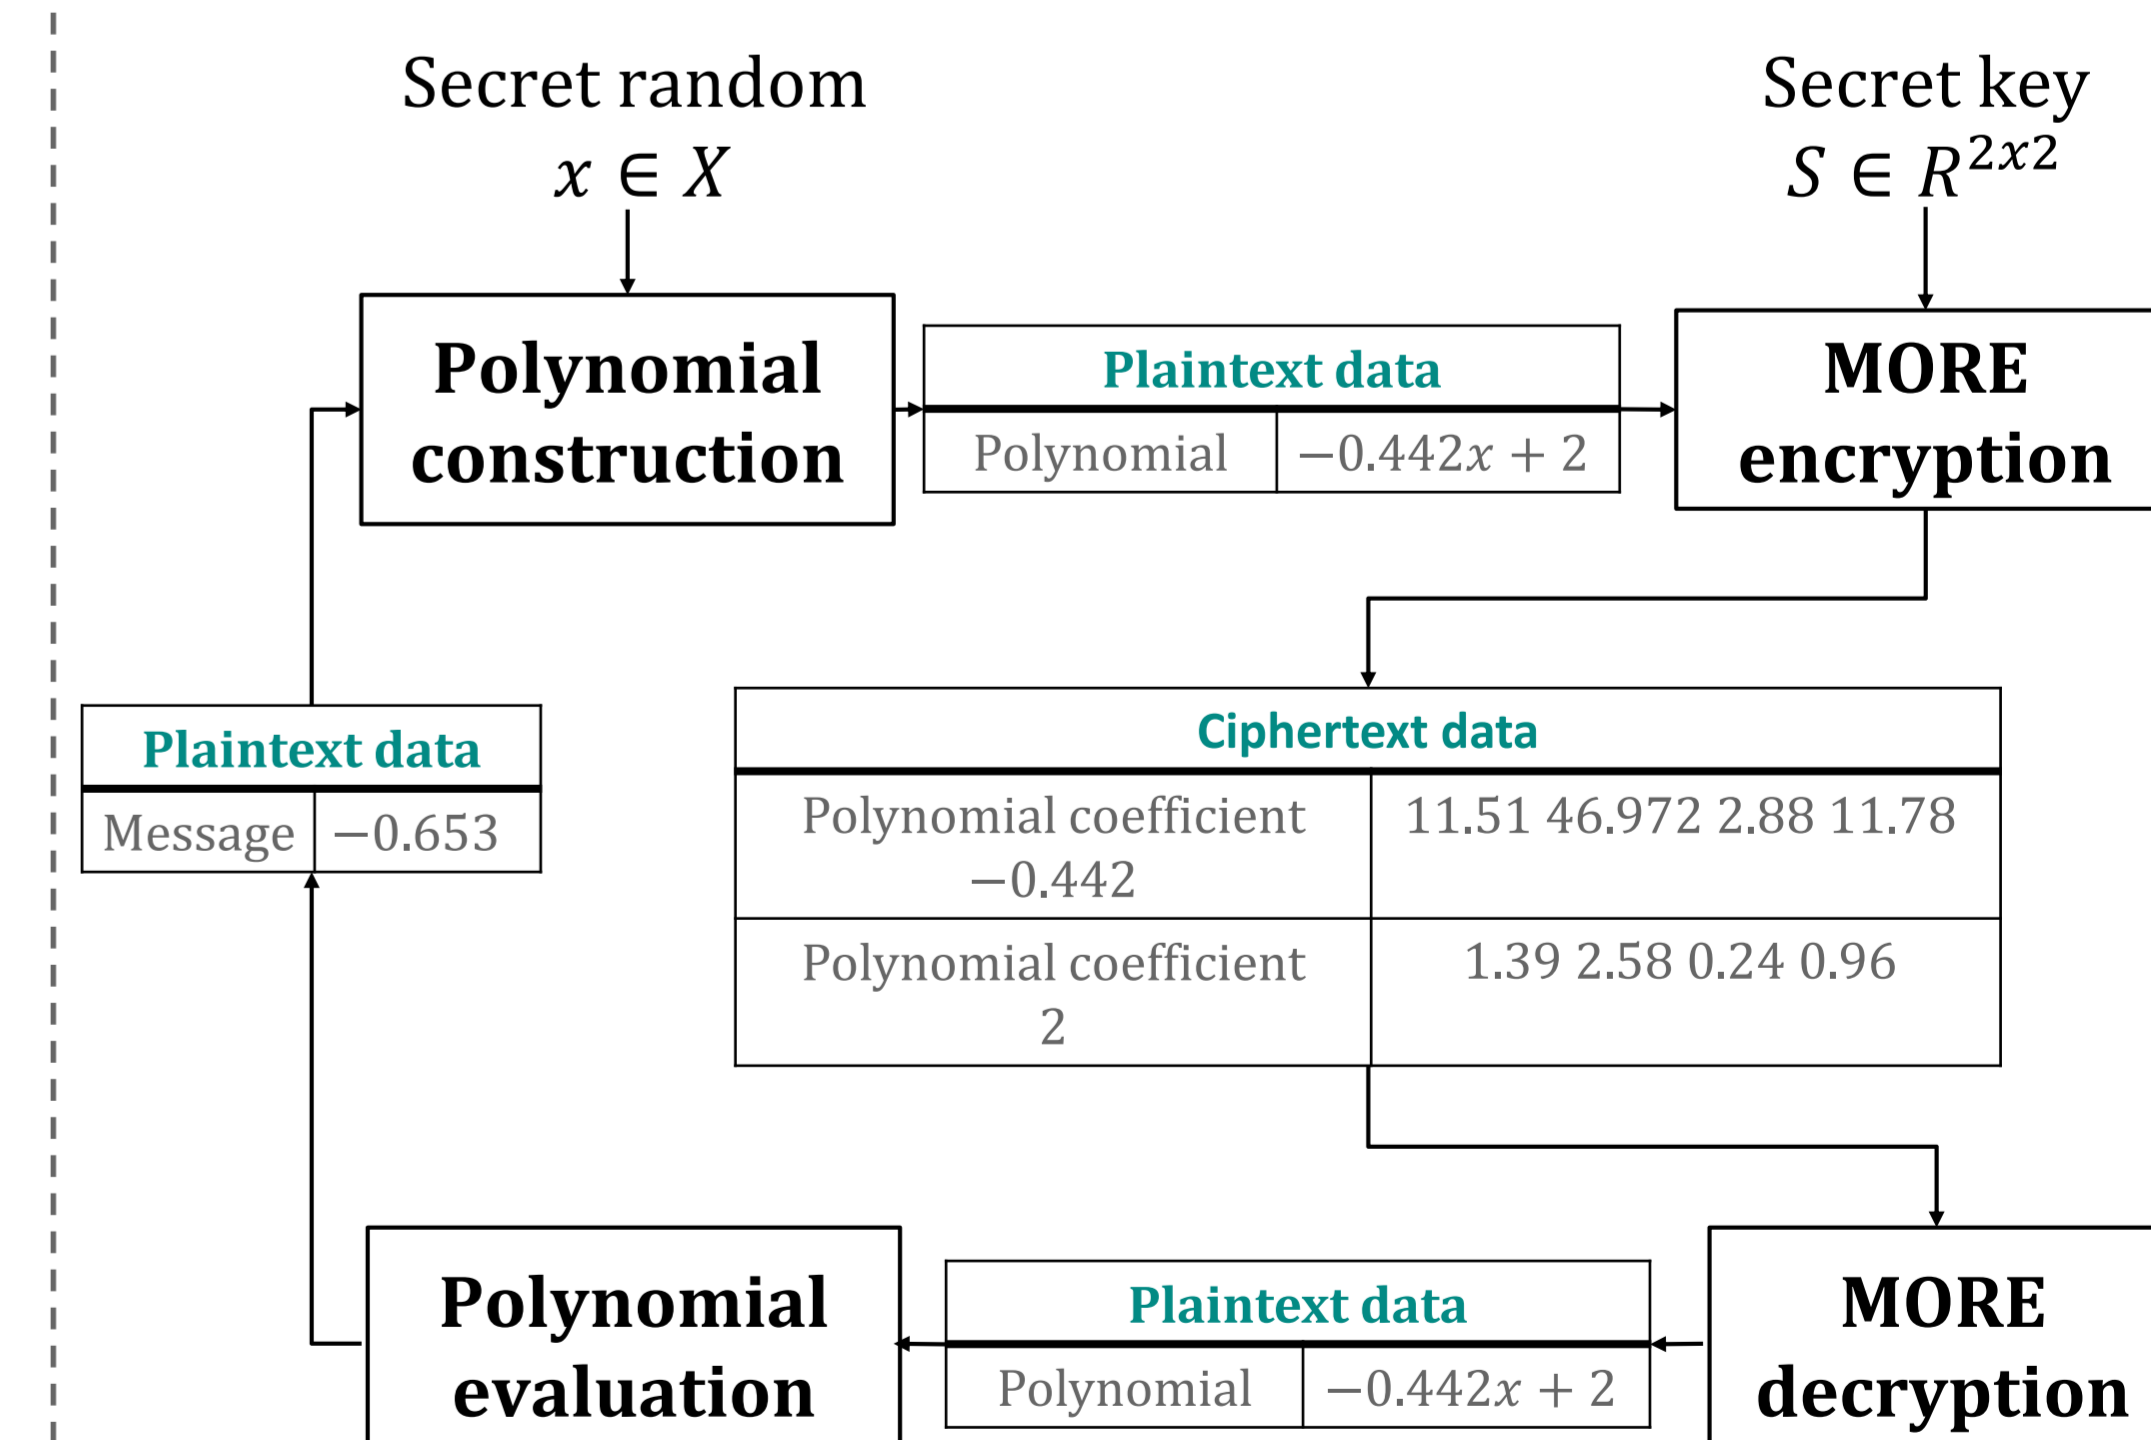 Secret random
x ∈ X
Secret key
S ∈ R^{2x2}
Polynomial
construction
Plaintext data
Polynomial −0.442x + 2
MORE
encryption
Plaintext data
Message −0.653
Ciphertext data
Polynomial coefficient 11.51 46.972 2.88 11.78
−0.442
Polynomial coefficient 1.39 2.58 0.24 0.96
2
Polynomial
evaluation
Plaintext data
Polynomial −0.442x + 2
MORE
decryption